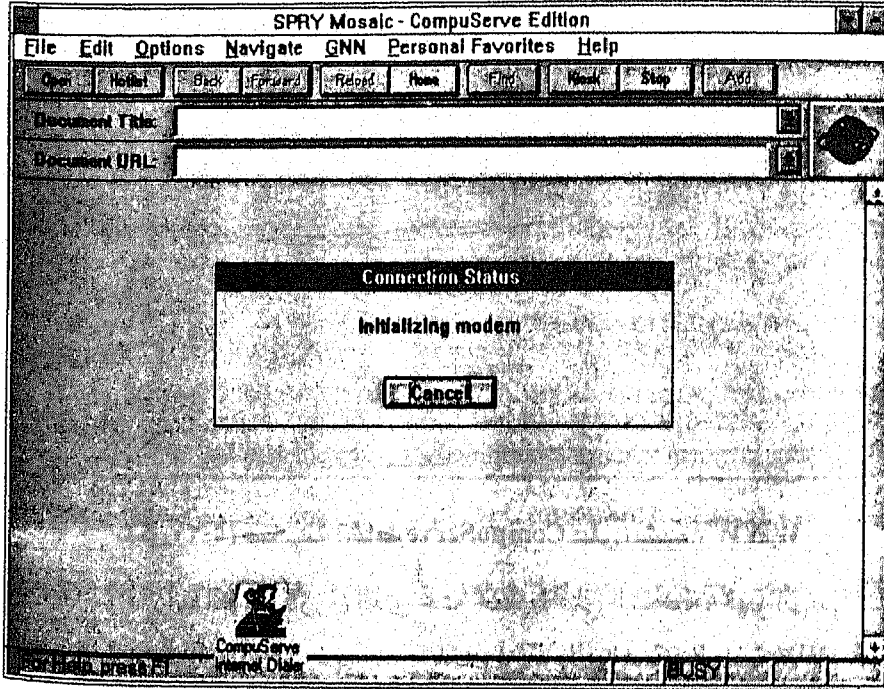 SPRY Mosaic - CompuServe Edition
File Edit Options Navigate GNN Personal Favorites Help
Open Hotlist Back Forward Reload Home Find Kiosk Stop Add
Document Title:
Document URL:
Connection Status
Initializing modem
Cancel
CompuServe
Internet Dialer
For Help, press F1
BUSY